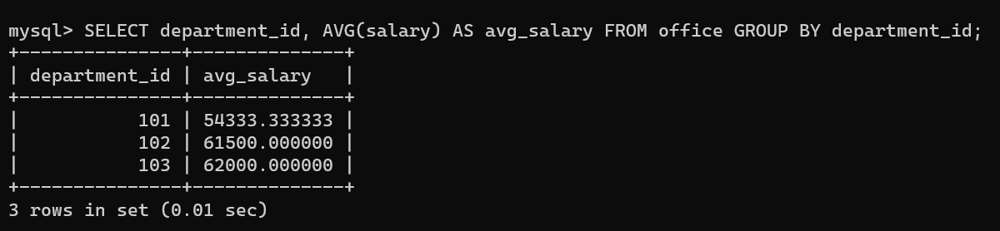 mysql> SELECT department_id, AVG(salary) AS avg_salary FROM office GROUP BY department_id;
+---------------+--------------+
| department_id | avg_salary   |
+---------------+--------------+
|           101 | 54333.333333 |
|           102 | 61500.000000 |
|           103 | 62000.000000 |
+---------------+--------------+
3 rows in set (0.01 sec)